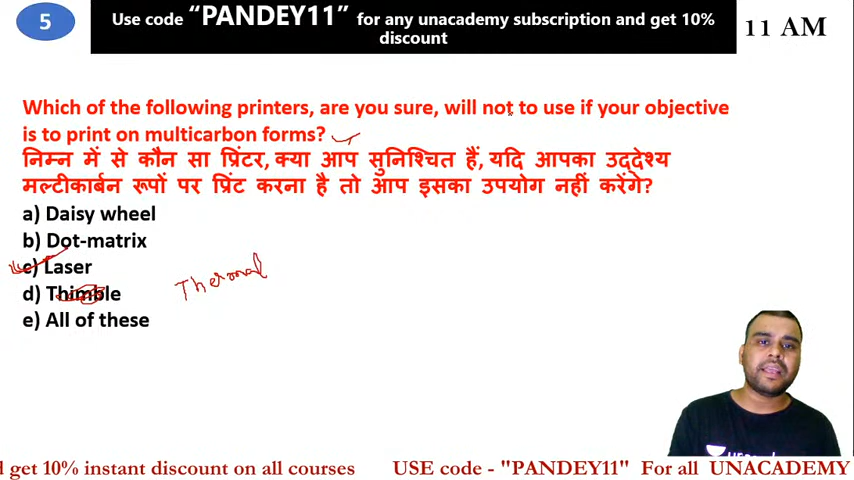 5
Use code “PANDEY11” for any unacademy subscription and get 10%
discount
11 AM
Which of the following printers, are you sure, will not to use if your objective
is to print on multicarbon forms?
निम्न में से कौन सा प्रिंटर, क्या आप सुनिश्चित हैं, यदि आपका उद्देश्य
मल्टीकार्बन रूपों पर प्रिंट करना है तो आप इसका उपयोग नहीं करेंगे?
a) Daisy wheel
b) Dot-matrix
c) Laser
d) Thimble
Thermal
e) All of these
get 10% instant discount on all courses USE code - "PANDEY11" For all UNACADEMY